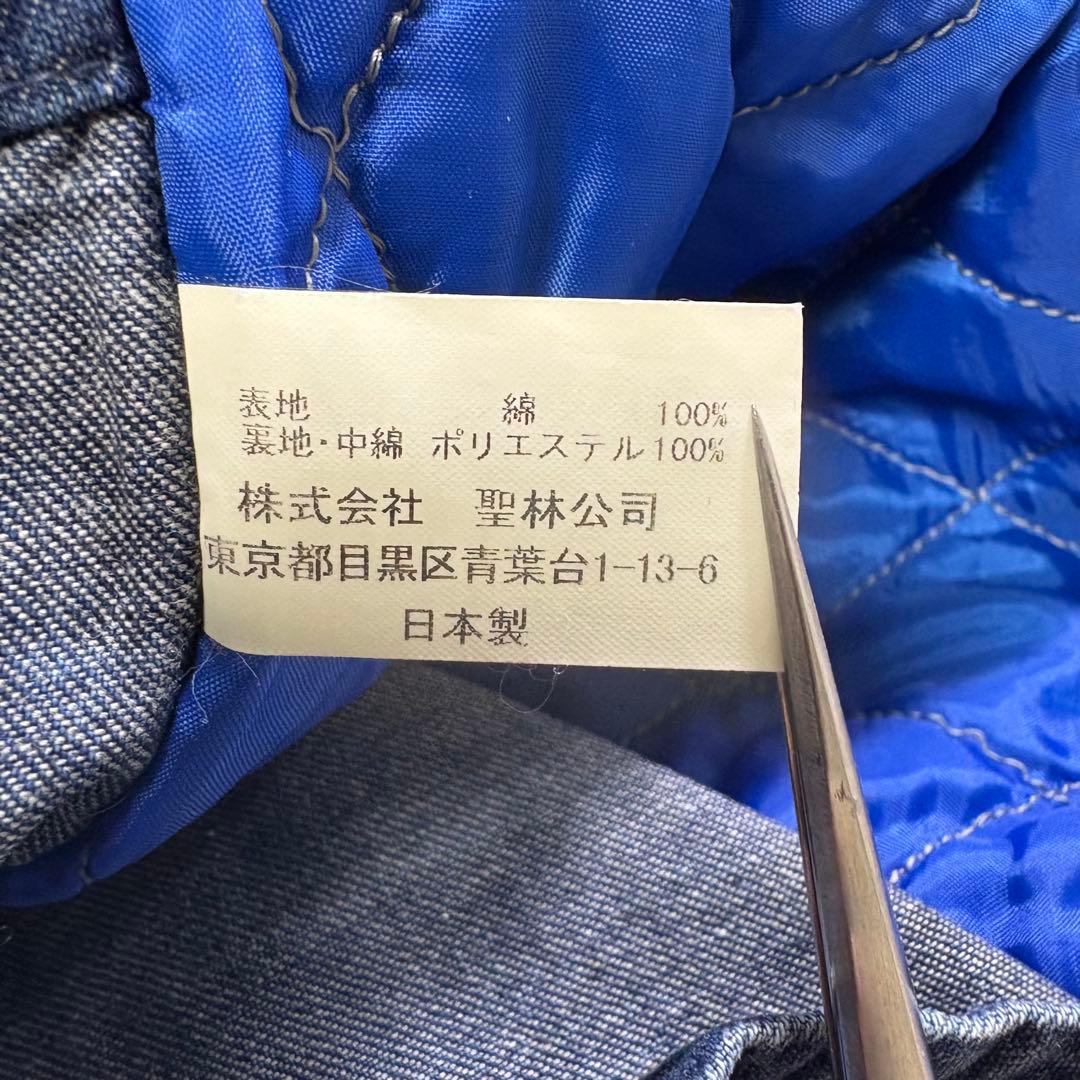 表地 綿 100%
裏地・中綿 ポリエステル100%
株式会社 聖林公司
東京都目黒区青葉台1-13-6
日本製